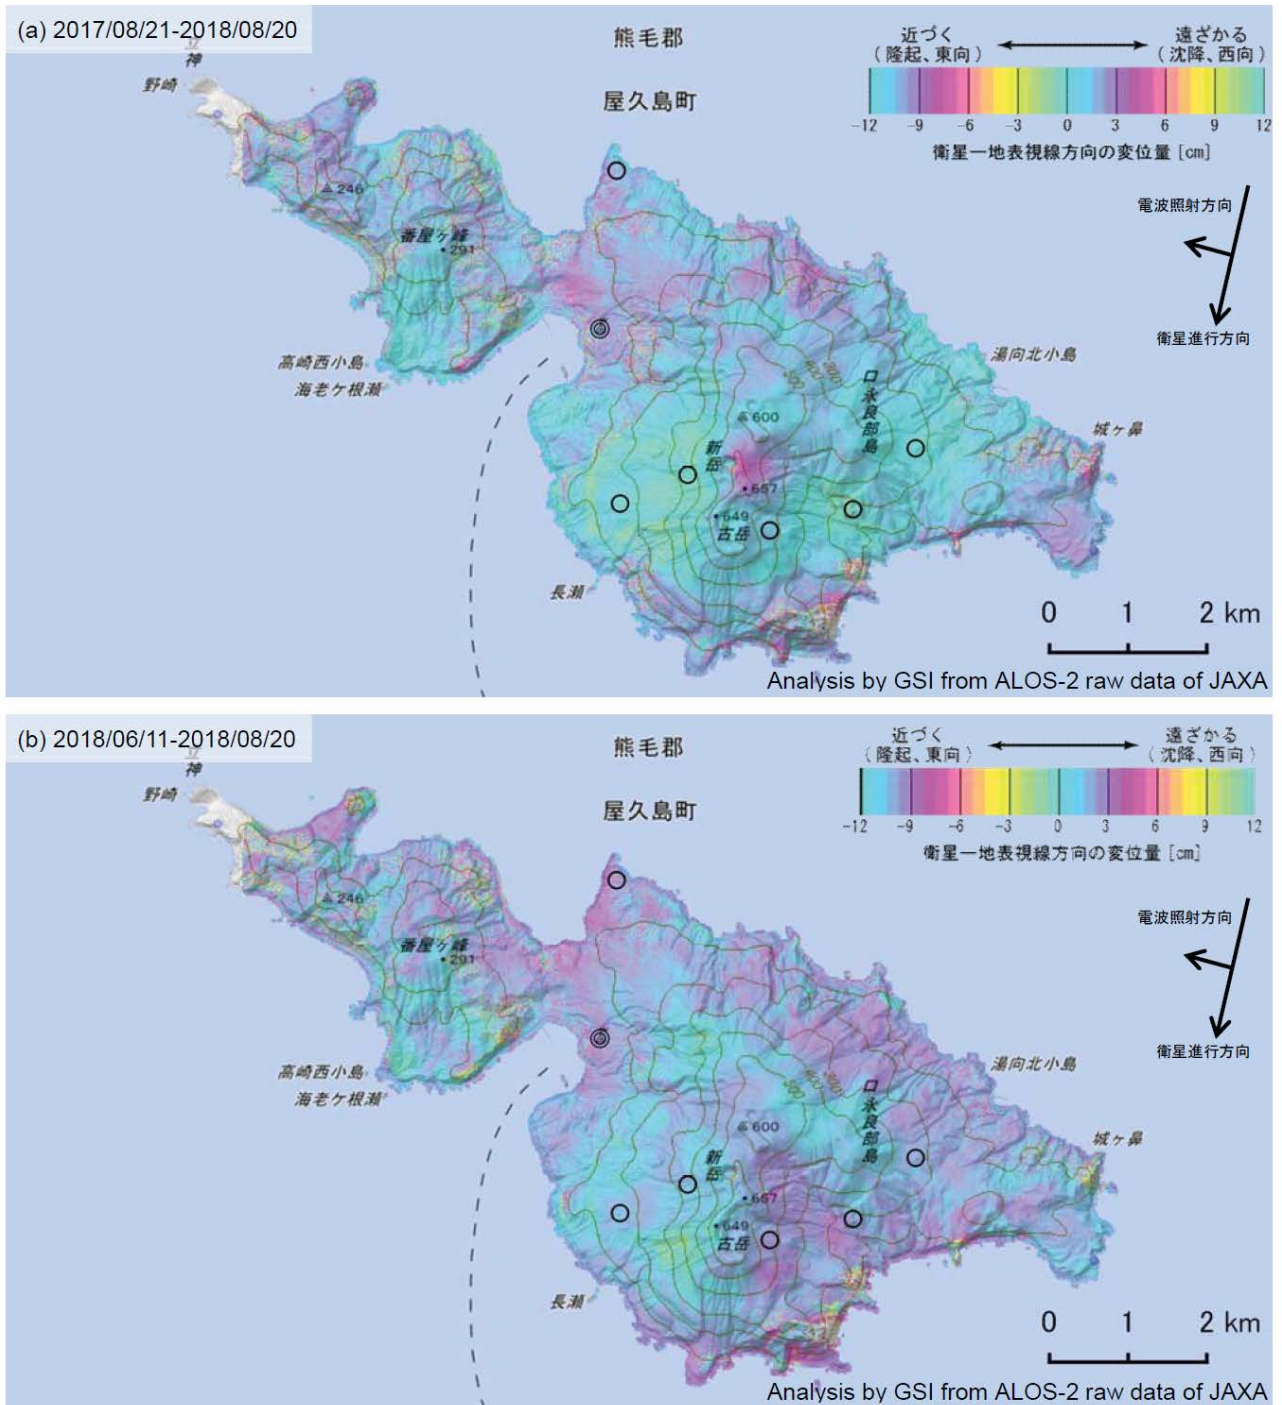 (a) 2017/08/21-2018/08/20
立神
野崎
熊毛郡
屋久島町
近づく
(隆起、東向)
遠ざかる
(沈降、西向)
-12 -9 -6 -3 0 3 6 9 12
衛星ー地表視線方向の変位量 [cm]
電波照射方向
衛星進行方向
246
番屋ヶ峰
291
高崎西小島
海老ケ根瀬
湯向北小島
300
400
500
口永良部島
城ヶ鼻
600
新岳
657
649
古岳
長瀬
0 1 2 km
Analysis by GSI from ALOS-2 raw data of JAXA
(b) 2018/06/11-2018/08/20
立神
野崎
熊毛郡
屋久島町
近づく
(隆起、東向)
遠ざかる
(沈降、西向)
-12 -9 -6 -3 0 3 6 9 12
衛星ー地表視線方向の変位量 [cm]
電波照射方向
衛星進行方向
246
番屋ヶ峰
291
高崎西小島
海老ケ根瀬
湯向北小島
300
400
500
口永良部島
城ヶ鼻
600
新岳
657
649
古岳
長瀬
0 1 2 km
Analysis by GSI from ALOS-2 raw data of JAXA